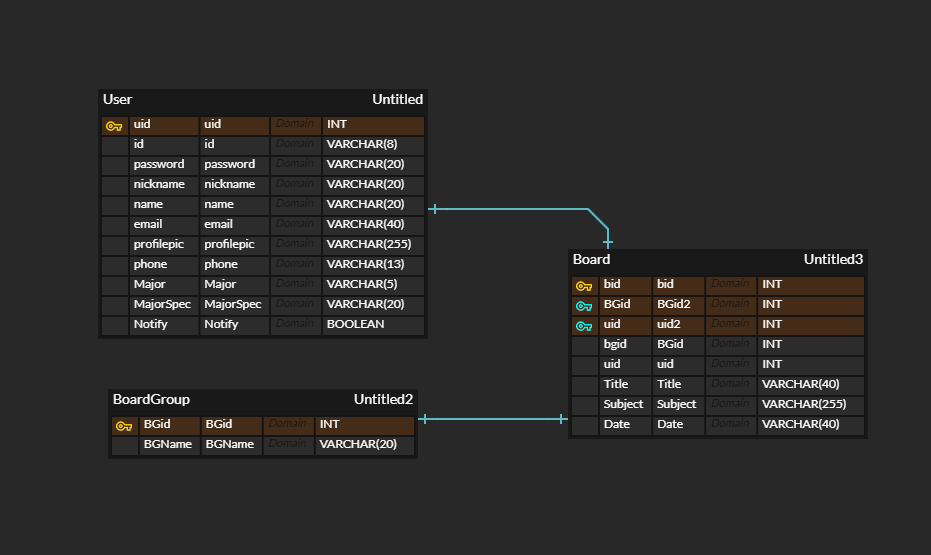 User Untitled
uid uid Domain INT
id id Domain VARCHAR(8)
password password Domain VARCHAR(20)
nickname nickname Domain VARCHAR(20)
name name Domain VARCHAR(20)
email email Domain VARCHAR(40)
profilepic profilepic Domain VARCHAR(255)
phone phone Domain VARCHAR(13)
Major Major Domain VARCHAR(5)
MajorSpec MajorSpec Domain VARCHAR(20)
Notify Notify Domain BOOLEAN
Board Untitled3
bid bid Domain INT
BGid BGid2 Domain INT
uid uid2 Domain INT
bgid BGid Domain INT
uid uid Domain INT
Title Title Domain VARCHAR(40)
Subject Subject Domain VARCHAR(255)
Date Date Domain VARCHAR(40)
BoardGroup Untitled2
BGid BGid Domain INT
BGName BGName Domain VARCHAR(20)